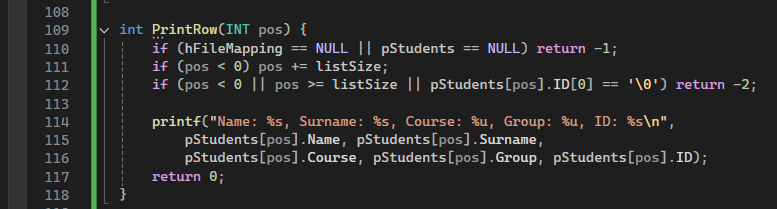 108
109 int PrintRow(INT pos) {
110 if (hFileMapping == NULL || pStudents == NULL) return -1;
111 if (pos < 0) pos += listSize;
112 if (pos < 0 || pos >= listSize || pStudents[pos].ID[0] == '\0') return -2;
113
114 printf("Name: %s, Surname: %s, Course: %u, Group: %u, ID: %s\n",
115 pStudents[pos].Name, pStudents[pos].Surname,
116 pStudents[pos].Course, pStudents[pos].Group, pStudents[pos].ID);
117 return 0;
118 }